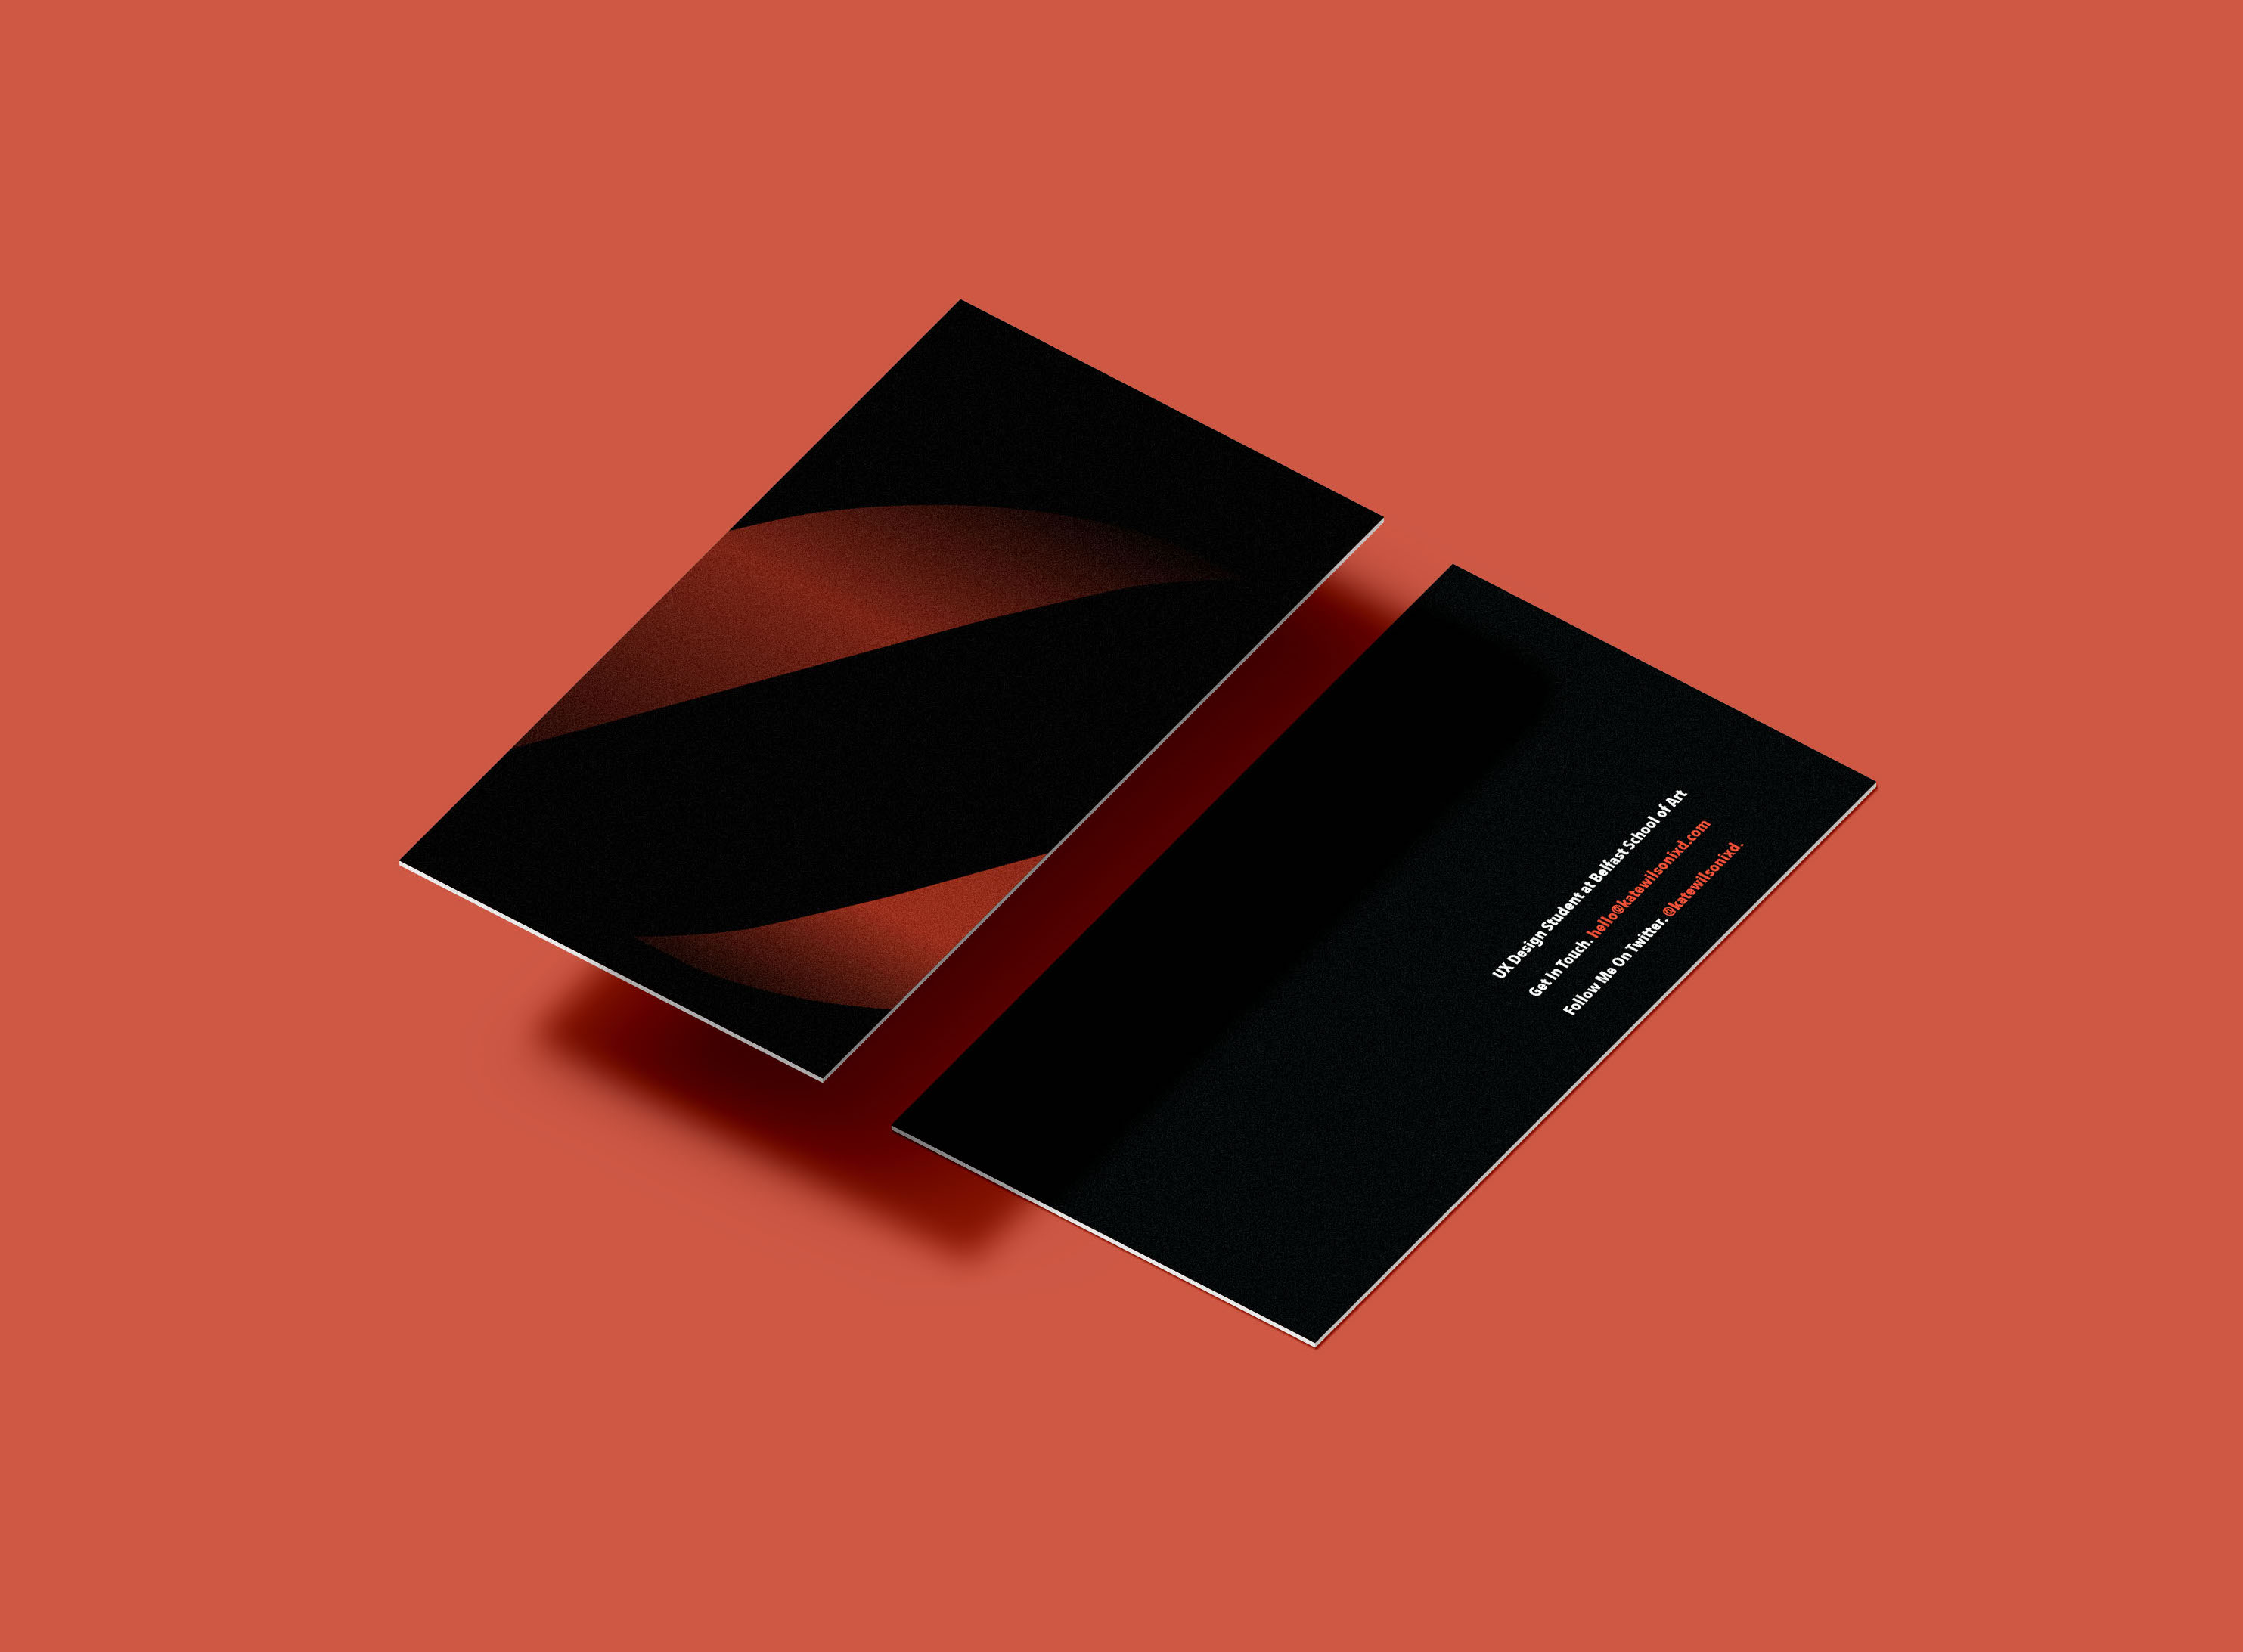 UX Design Student at Belfast School of Art
Get In Touch. hello@katewilsonixd.com
Follow Me On Twitter. @katewilsonixd.